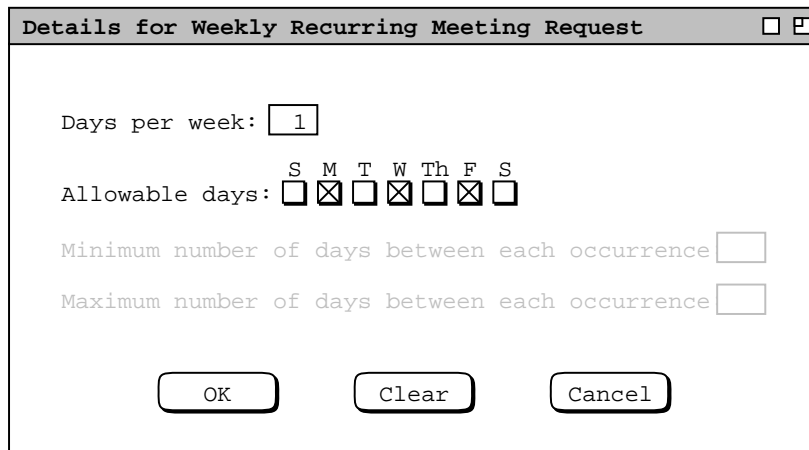 Details for Weekly Recurring Meeting Request
Days per week: 1
S M T W Th F S
Allowable days:
Minimum number of days between each occurrence
Maximum number of days between each occurrence
OK Clear Cancel